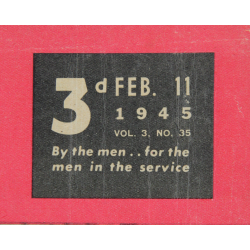 3d FEB. 11
1945
VOL. 3, NO. 35
By the men . . for the
men in the service